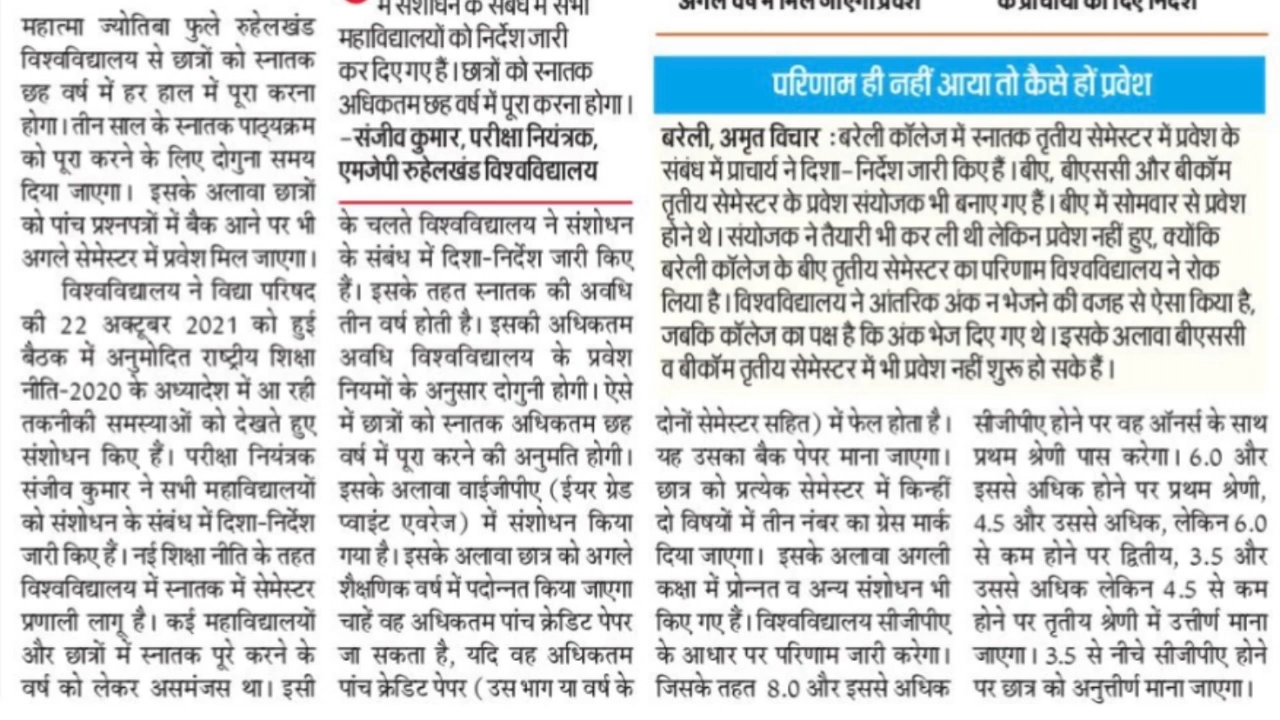 महात्मा ज्योतिबा फुले रुहेलखंड
विश्वविद्यालय से छात्रों को स्नातक
छह वर्ष में हर हाल में पूरा करना
होगा। तीन साल के स्नातक पाठ्यक्रम
को पूरा करने के लिए दोगुना समय
दिया जाएगा। इसके अलावा छात्रों
को पांच प्रश्नपत्रों में बैक आने पर भी
अगले सेमेस्टर में प्रवेश मिल जाएगा।
विश्वविद्यालय ने विद्या परिषद
की 22 अक्टूबर 2021 को हुई
बैठक में अनुमोदित राष्ट्रीय शिक्षा
नीति-2020 के अध्यादेश में आ रही
तकनीकी समस्याओं को देखते हुए
संशोधन किए हैं। परीक्षा नियंत्रक
संजीव कुमार ने सभी महाविद्यालयों
को संशोधन के संबंध में दिशा-निर्देश
जारी किए हैं। नई शिक्षा नीति के तहत
विश्वविद्यालय में स्नातक में सेमेस्टर
प्रणाली लागू है। कई महाविद्यालयों
और छात्रों में स्नातक पूरे करने के
वर्ष को लेकर असमंजस था। इसी
में संशोधन के संबंध में सभी
महाविद्यालयों को निर्देश जारी
कर दिए गए हैं। छात्रों को स्नातक
अधिकतम छह वर्ष में पूरा करना होगा।
-संजीव कुमार, परीक्षा नियंत्रक,
एमजेपी रुहेलखंड विश्वविद्यालय
के चलते विश्वविद्यालय ने संशोधन
के संबंध में दिशा-निर्देश जारी किए
हैं। इसके तहत स्नातक की अवधि
तीन वर्ष होती है। इसकी अधिकतम
अवधि विश्वविद्यालय के प्रवेश
नियमों के अनुसार दोगुनी होगी। ऐसे
में छात्रों को स्नातक अधिकतम छह
वर्ष में पूरा करने की अनुमति होगी।
इसके अलावा वाईजीपीए (ईयर ग्रेड
प्वाइंट एवरेज) में संशोधन किया
गया है। इसके अलावा छात्र को अगले
शैक्षणिक वर्ष में पदोन्नत किया जाएगा
चाहें वह अधिकतम पांच क्रेडिट पेपर
जा सकता है, यदि वह अधिकतम
पांच क्रेडिट पेपर (उस भाग या वर्ष के
अगले वर्ष में मिल जाएगा प्रवेश
के प्राचार्यों को दिए निर्देश
परिणाम ही नहीं आया तो कैसे हों प्रवेश
बरेली, अमृत विचार : बरेली कॉलेज में स्नातक तृतीय सेमेस्टर में प्रवेश के
संबंध में प्राचार्य ने दिशा-निर्देश जारी किए हैं। बीए, बीएससी और बीकॉम
तृतीय सेमेस्टर के प्रवेश संयोजक भी बनाए गए हैं। बीए में सोमवार से प्रवेश
होने थे। संयोजक ने तैयारी भी कर ली थी लेकिन प्रवेश नहीं हुए, क्योंकि
बरेली कॉलेज के बीए तृतीय सेमेस्टर का परिणाम विश्वविद्यालय ने रोक
लिया है। विश्वविद्यालय ने आंतरिक अंक न भेजने की वजह से ऐसा किया है,
जबकि कॉलेज का पक्ष है कि अंक भेज दिए गए थे। इसके अलावा बीएससी
व बीकॉम तृतीय सेमेस्टर में भी प्रवेश नहीं शुरू हो सके हैं।
दोनों सेमेस्टर सहित) में फेल होता है।
यह उसका बैक पेपर माना जाएगा।
छात्र को प्रत्येक सेमेस्टर में किन्हीं
दो विषयों में तीन नंबर का ग्रेस मार्क
दिया जाएगा। इसके अलावा अगली
कक्षा में प्रोन्नत व अन्य संशोधन भी
किए गए हैं। विश्वविद्यालय सीजीपीए
के आधार पर परिणाम जारी करेगा।
जिसके तहत 8.0 और इससे अधिक
सीजीपीए होने पर वह ऑनर्स के साथ
प्रथम श्रेणी पास करेगा। 6.0 और
इससे अधिक होने पर प्रथम श्रेणी,
4.5 और उससे अधिक, लेकिन 6.0
से कम होने पर द्वितीय, 3.5 और
उससे अधिक लेकिन 4.5 से कम
होने पर तृतीय श्रेणी में उत्तीर्ण माना
जाएगा। 3.5 से नीचे सीजीपीए होने
पर छात्र को अनुत्तीर्ण माना जाएगा।